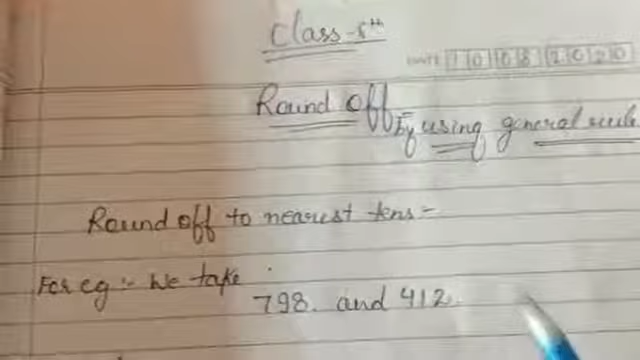 Class-5th
DATE 10 08 2020
Round off by using general rule
Round off to nearest tens-
For eg:- We take
798. and 412.